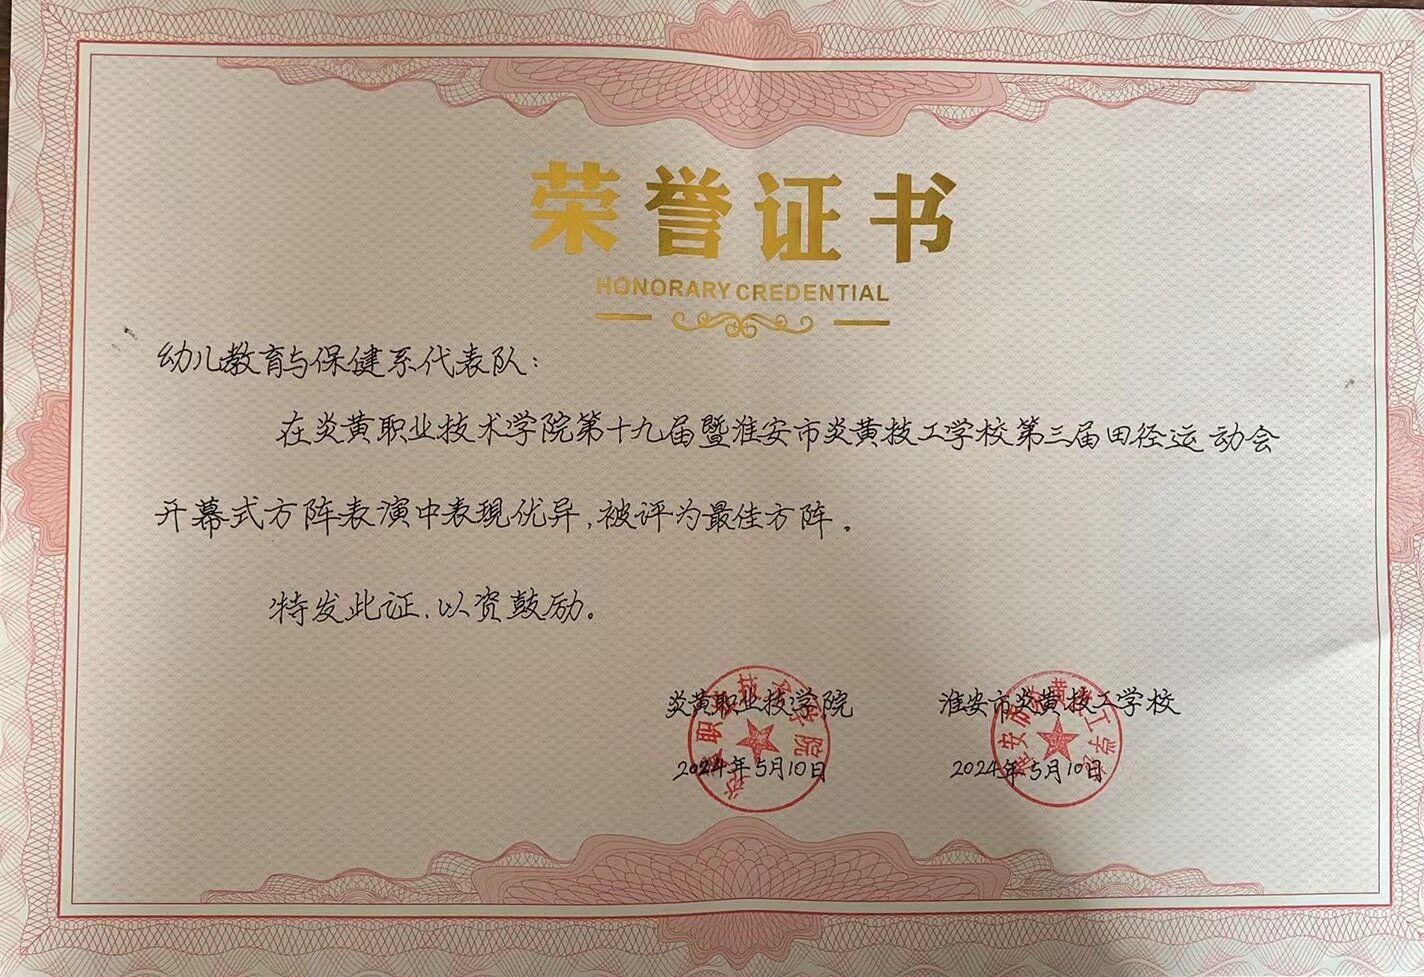 荣誉证书
HONORARY CREDENTIAL
幼儿教育与保健系代表队：
在炎黄职业技术学院第十九届暨淮安市炎黄技工学校第三届田径运动会
开幕式方阵表演中表现优异，被评为最佳方阵。
特发此证，以资鼓励。
炎黄职业技学院 淮安市炎黄技工学校
2024年5月10日 2024年5月10日